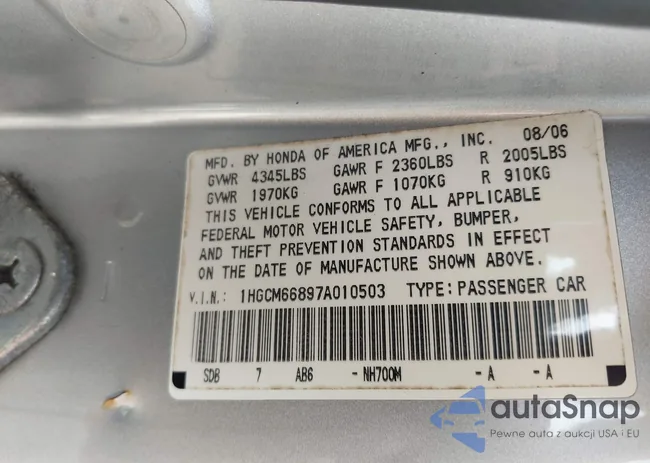 MFD. BY HONDA OF AMERICA MFG., INC. 08/06
GVWR 4345LBS GAWR F 2360LBS R 2005LBS
GVWR 1970KG GAWR F 1070KG R 910KG
THIS VEHICLE CONFORMS TO ALL APPLICABLE
FEDERAL MOTOR VEHICLE SAFETY, BUMPER,
AND THEFT PREVENTION STANDARDS IN EFFECT
ON THE DATE OF MANUFACTURE SHOWN ABOVE.
V.I.N.: 1HGCM66897A010503 TYPE: PASSENGER CAR
SDB 7 AB6 - NH700M - A - A
autaSnap
Pewne auta z aukcji USA i EU